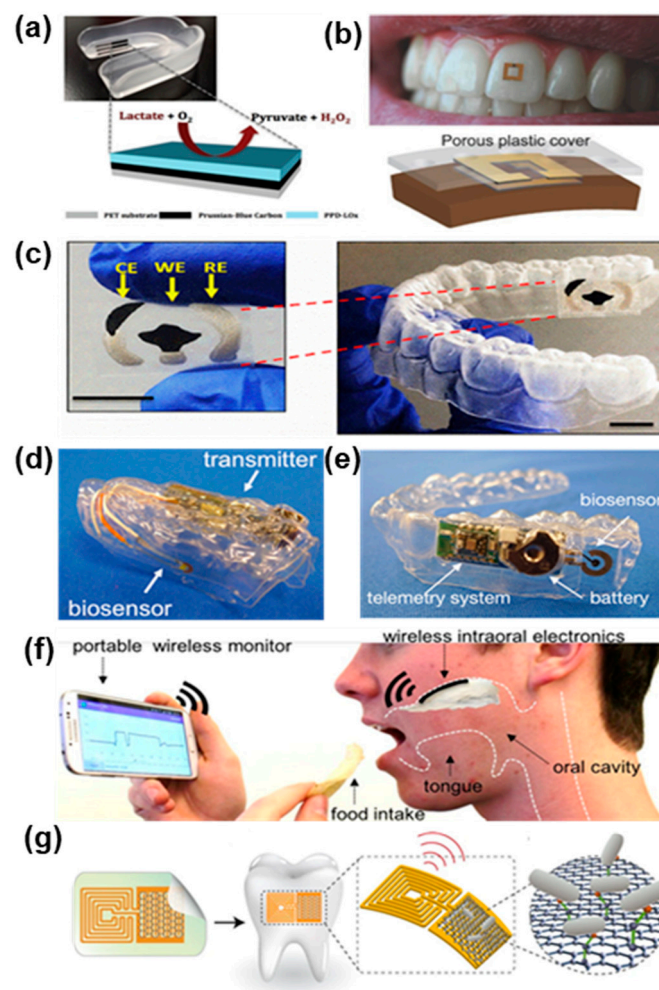 (a)
Lactate + O2
Pyruvate + H2O2
PET substrate
Prussian-Blue Carbon
PPD-LOx
(b)
Porous plastic cover
(c)
CE WE RE
(d)
transmitter
biosensor
(e)
biosensor
telemetry system
battery
(f)
portable wireless monitor
wireless intraoral electronics
food intake
tongue
oral cavity
(g)